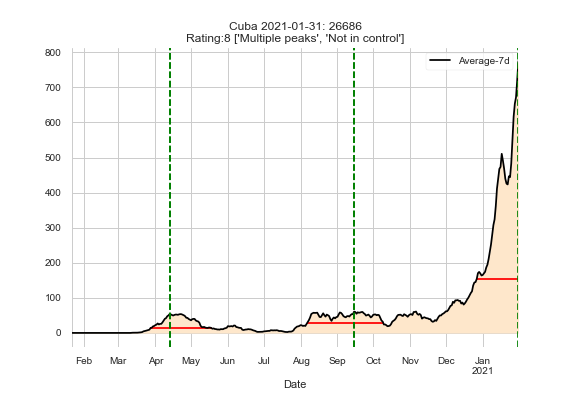 Cuba 2021-01-31: 26686
Rating:8 ['Multiple peaks', 'Not in control']
Average-7d
800
700
600
500
400
300
200
100
0
Feb Mar Apr May Jun Jul Aug Sep Oct Nov Dec Jan
2021
Date